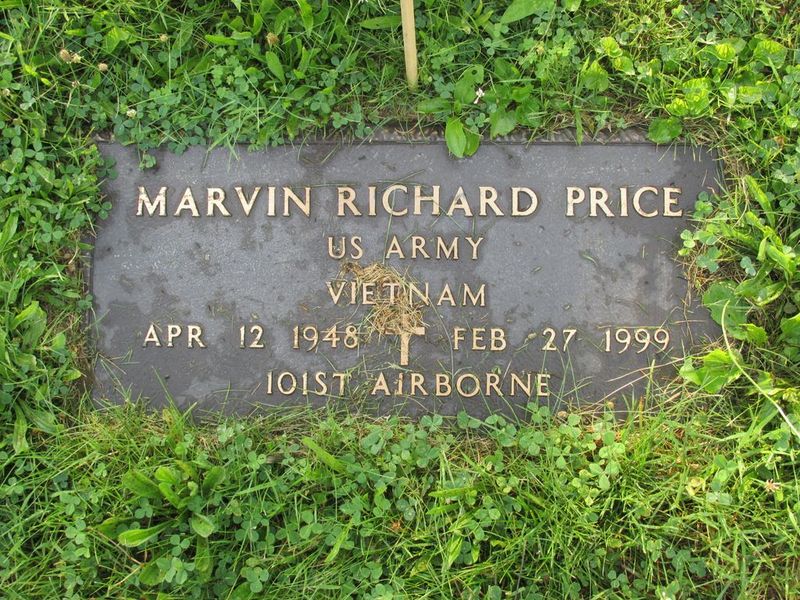 MARVIN RICHARD PRICE
US ARMY
VIETNAM
APR 12 1948 FEB 27 1999
101ST AIRBORNE